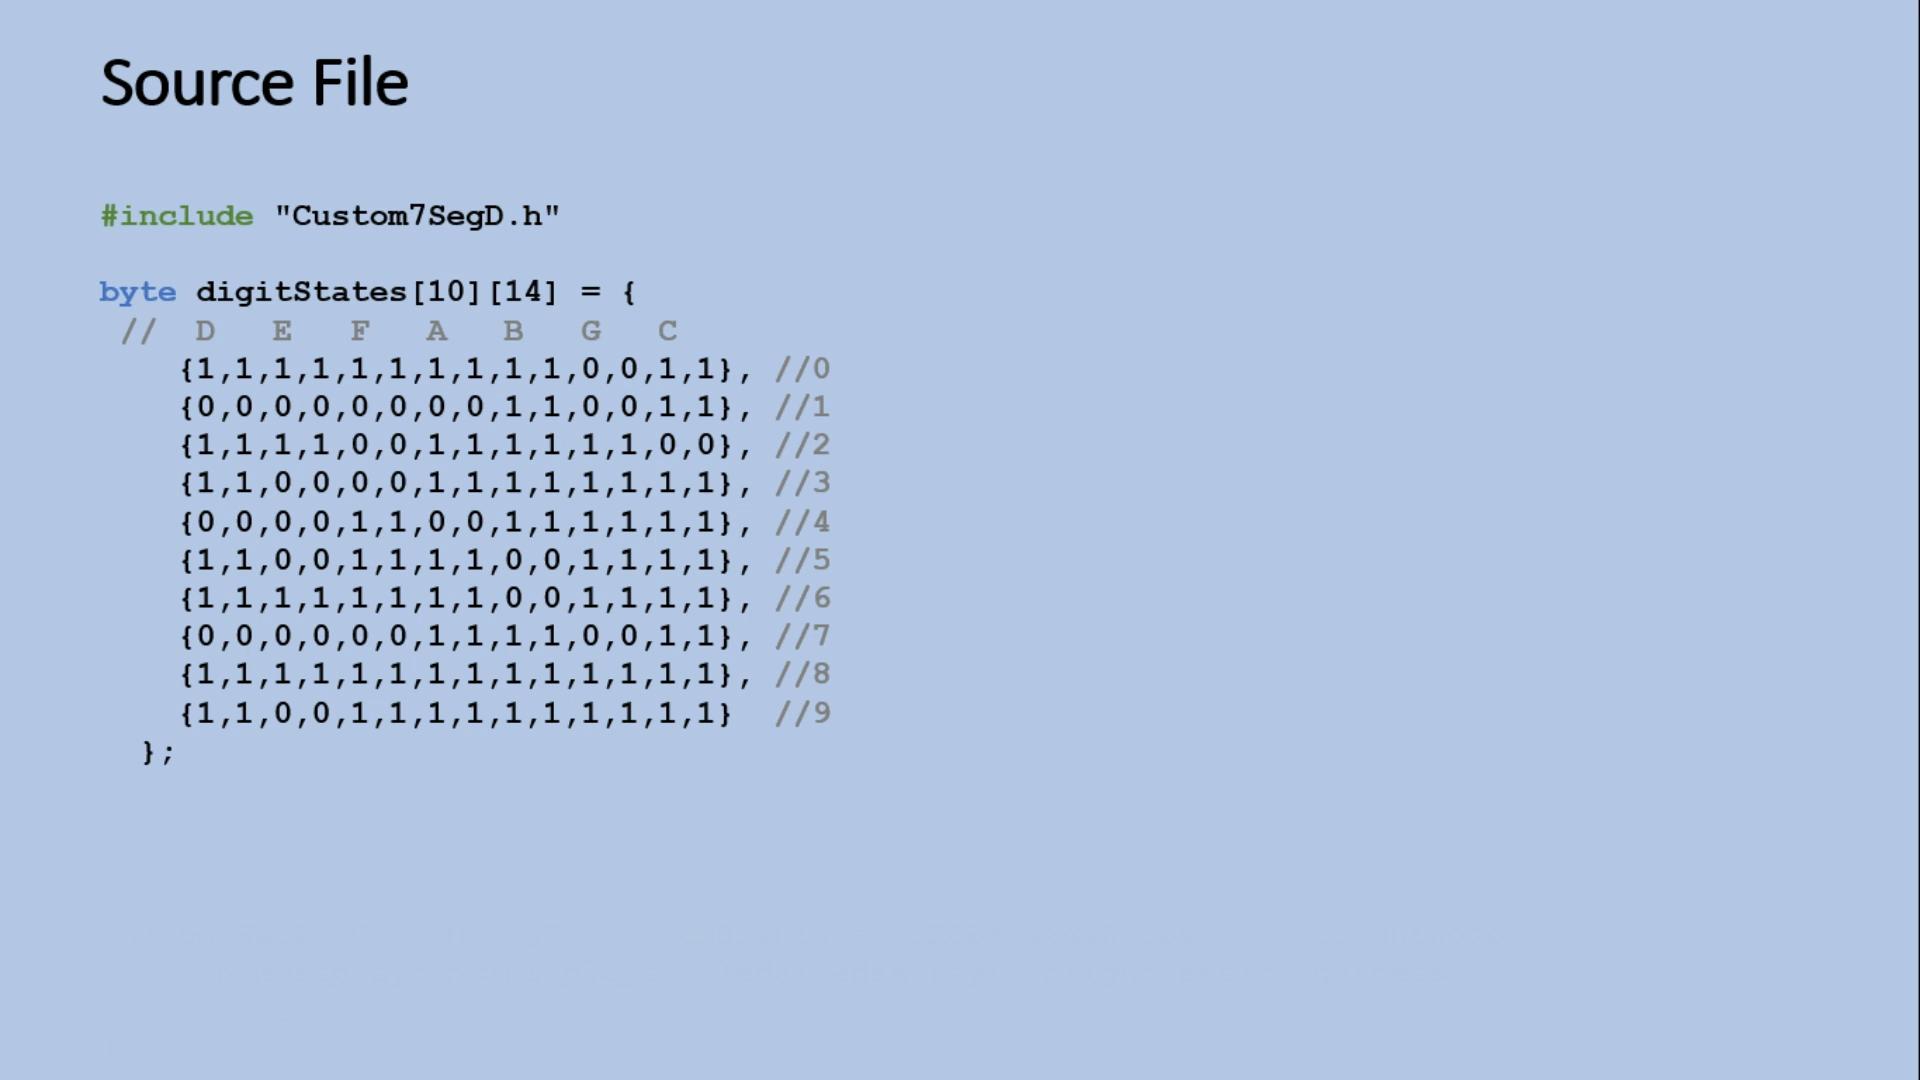 Source File
#include "Custom7SegD.h"
byte digitStates[10][14] = {
// D E F A B G C
{1,1,1,1,1,1,1,1,1,1,0,0,1,1}, //0
{0,0,0,0,0,0,0,0,1,1,0,0,1,1}, //1
{1,1,1,1,0,0,1,1,1,1,1,1,0,0}, //2
{1,1,0,0,0,0,1,1,1,1,1,1,1,1}, //3
{0,0,0,0,1,1,0,0,1,1,1,1,1,1}, //4
{1,1,0,0,1,1,1,1,0,0,1,1,1,1}, //5
{1,1,1,1,1,1,1,1,0,0,1,1,1,1}, //6
{0,0,0,0,0,0,1,1,1,1,0,0,1,1}, //7
{1,1,1,1,1,1,1,1,1,1,1,1,1,1}, //8
{1,1,0,0,1,1,1,1,1,1,1,1,1,1} //9
};